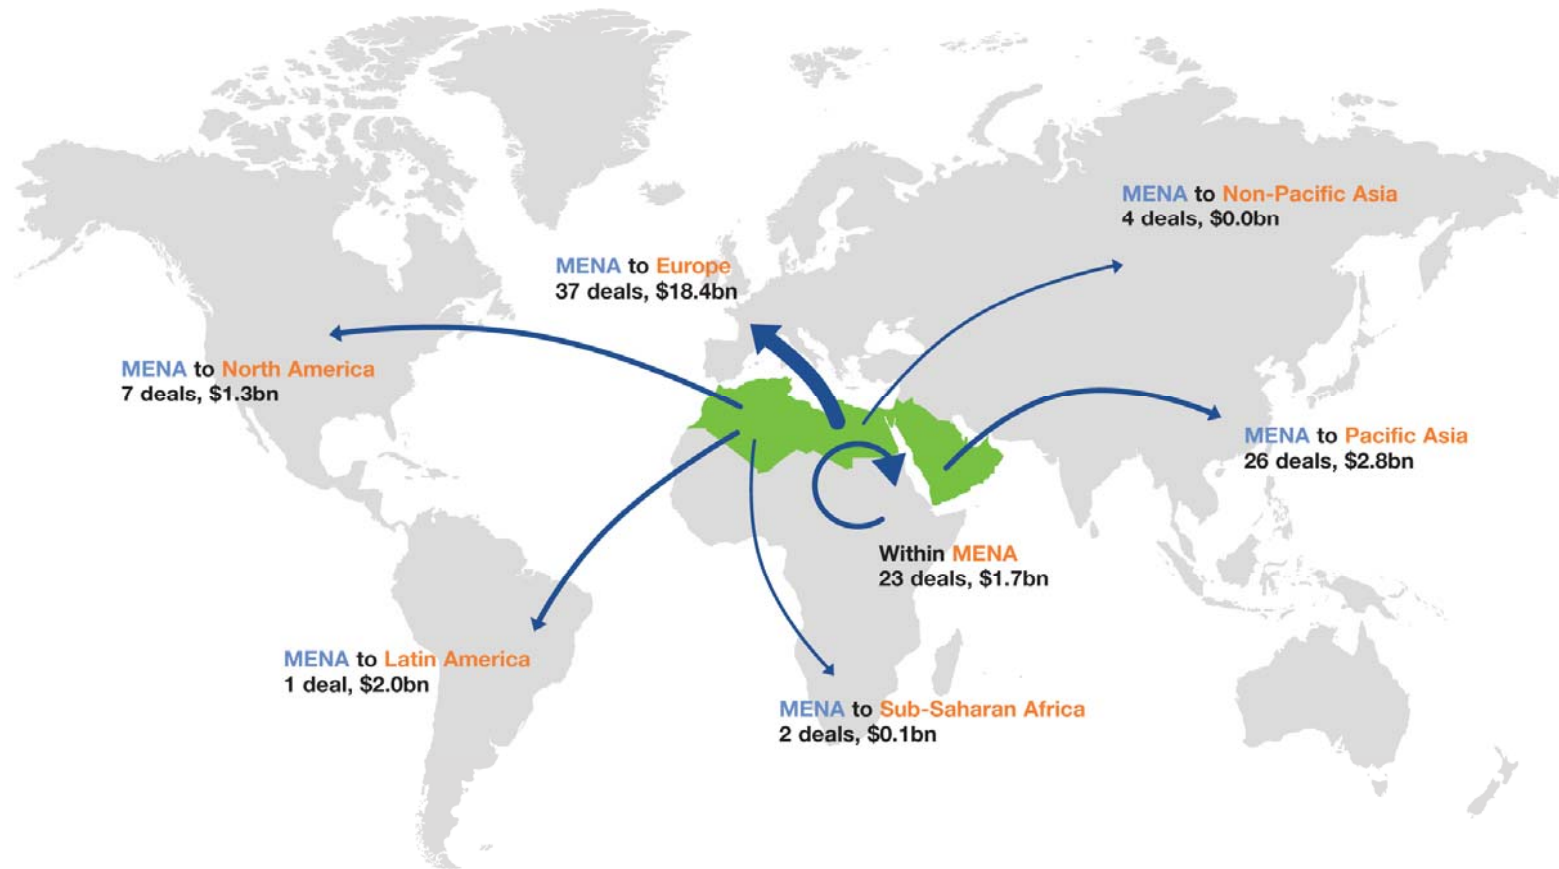 MENA to Non-Pacific Asia
4 deals, $0.0bn
MENA to Europe
37 deals, $18.4bn
MENA to North America
7 deals, $1.3bn
MENA to Pacific Asia
26 deals, $2.8bn
Within MENA
23 deals, $1.7bn
MENA to Latin America
1 deal, $2.0bn
MENA to Sub-Saharan Africa
2 deals, $0.1bn